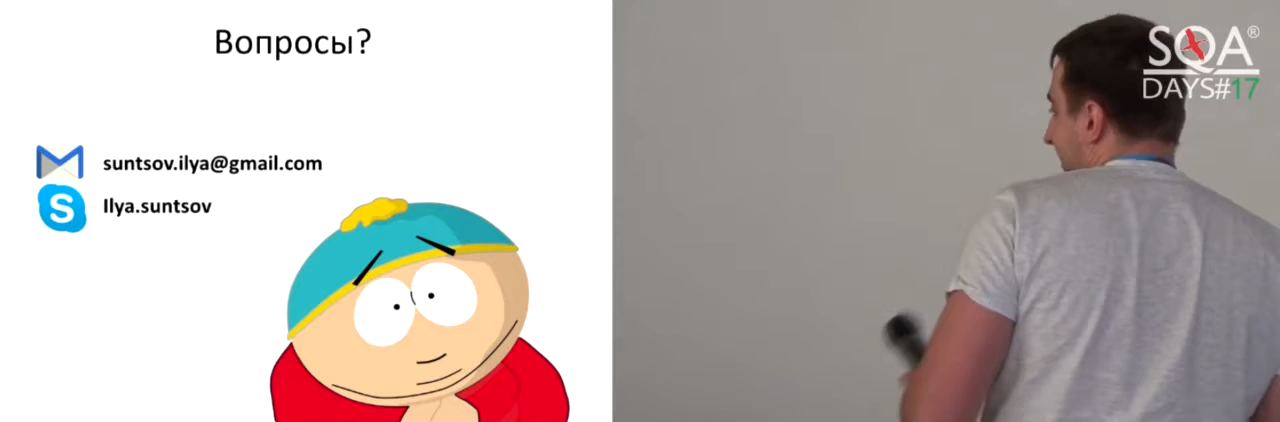 Вопросы?
suntsov.ilya@gmail.com
Ilya.suntsov
SQA®
DAYS#17